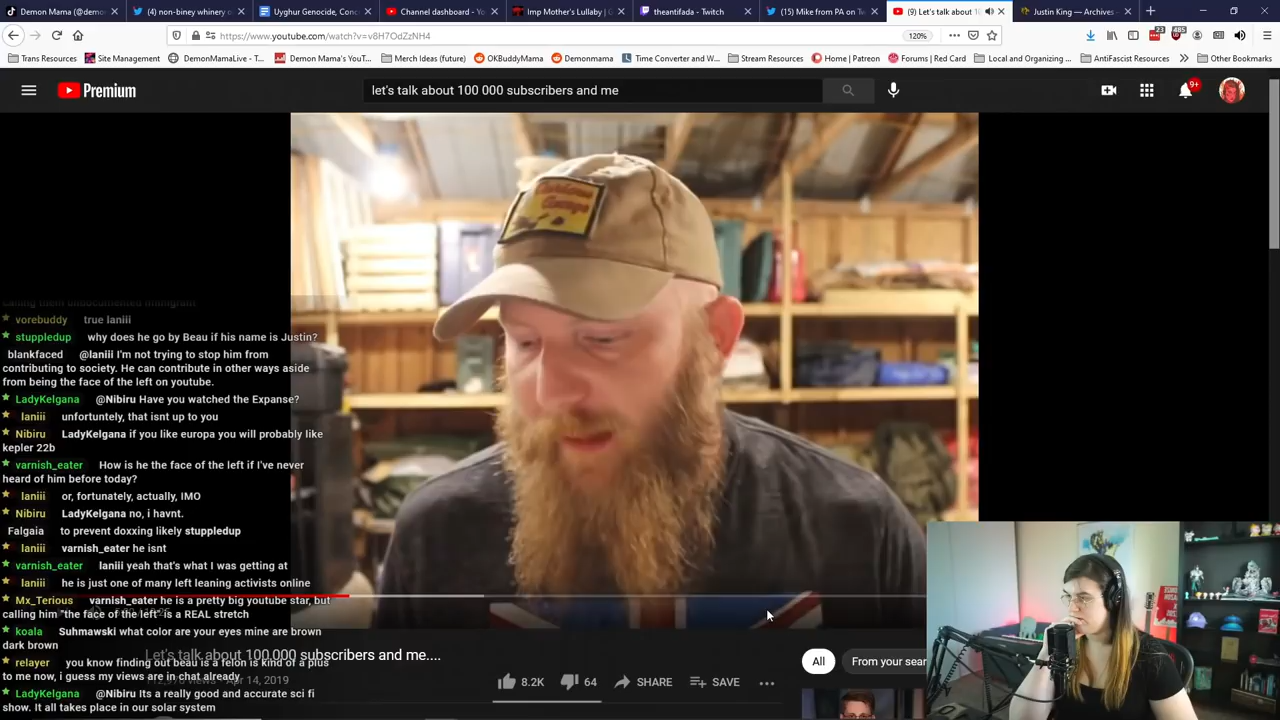 Demon Mama (@demo
(4) non-biney whinery o
Uyghur Genocide, Conc
Channel dashboard - Yo
Imp Mother's Lullaby | G
theantifada - Twitch
(15) Mike from PA on Tw
(9) Let's talk about 10
Justin King — Archives -
https://www.youtube.com/watch?v=v8H7OdZzNH4
120%
23
485
Trans Resources
Site Management
DemonMamaLive - T...
Demon Mama's YouT...
Merch Ideas (future)
OKBuddyMama
Demonmama
Time Converter and W...
Stream Resources
Home | Patreon
Forums | Red Card
Local and Organizing ...
AntiFascist Resources
Other Bookmarks
Premium
let's talk about 100 000 subscribers and me
9+
calling them undocumented immigrant
vorebuddy true laniii
stuppledup why does he go by Beau if his name is Justin?
blankfaced @laniii I'm not trying to stop him from
contributing to society. He can contribute in other ways aside
from being the face of the left on youtube.
LadyKelgana @Nibiru Have you watched the Expanse?
laniii unfortuntely, that isnt up to you
Nibiru LadyKelgana if you like europa you will probably like
kepler 22b
varnish_eater How is he the face of the left if I've never
heard of him before today?
laniii or, fortunately, actually, IMO
Nibiru LadyKelgana no, i havnt.
Falgaia to prevent doxxing likely stuppledup
laniii varnish_eater he isnt
varnish_eater laniii yeah that's what I was getting at
laniii he is just one of many left leaning activists online
Mx_Terious varnish_eater he is a pretty big youtube star, but
calling him "the face of the left" is a REAL stretch
koala Suhmawski what color are your eyes mine are brown
dark brown
relayer you know finding out beau is a felon is kind of a plus
to me now, i guess my views are in chat already
LadyKelgana @Nibiru Its a really good and accurate sci fi
show. It all takes place in our solar system
Let's talk about 100,000 subscribers and me....
views · Apr 14, 2019
8.2K
64
SHARE
SAVE
All
From your sear